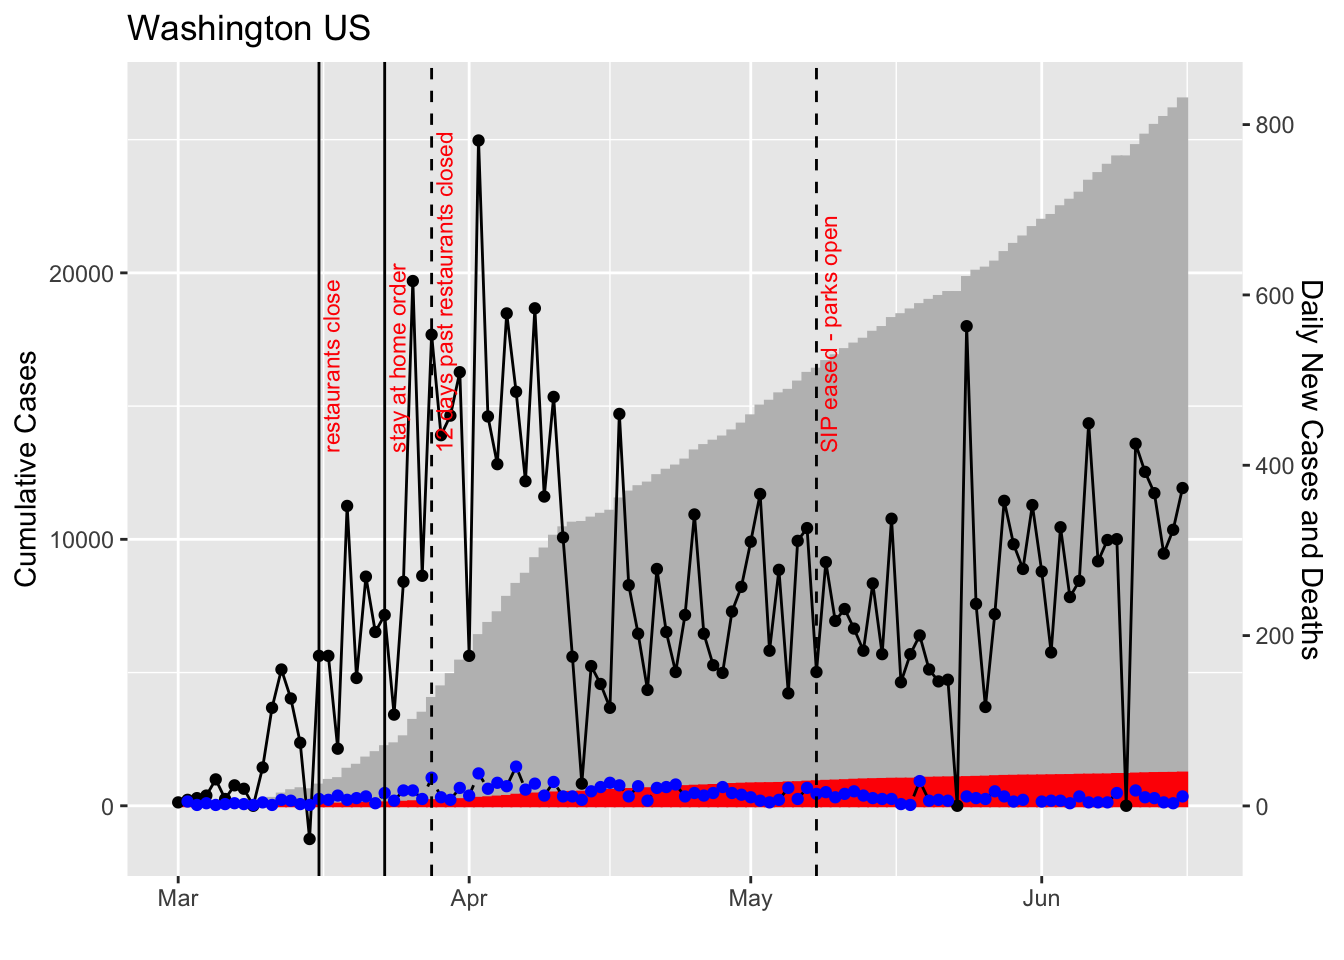 Washington US
Cumulative Cases
20000
10000
0
restaurants close
stay at home order
12 days past restaurants closed
SIP eased - parks open
800
600
400
200
0
Daily New Cases and Deaths
Mar
Apr
May
Jun